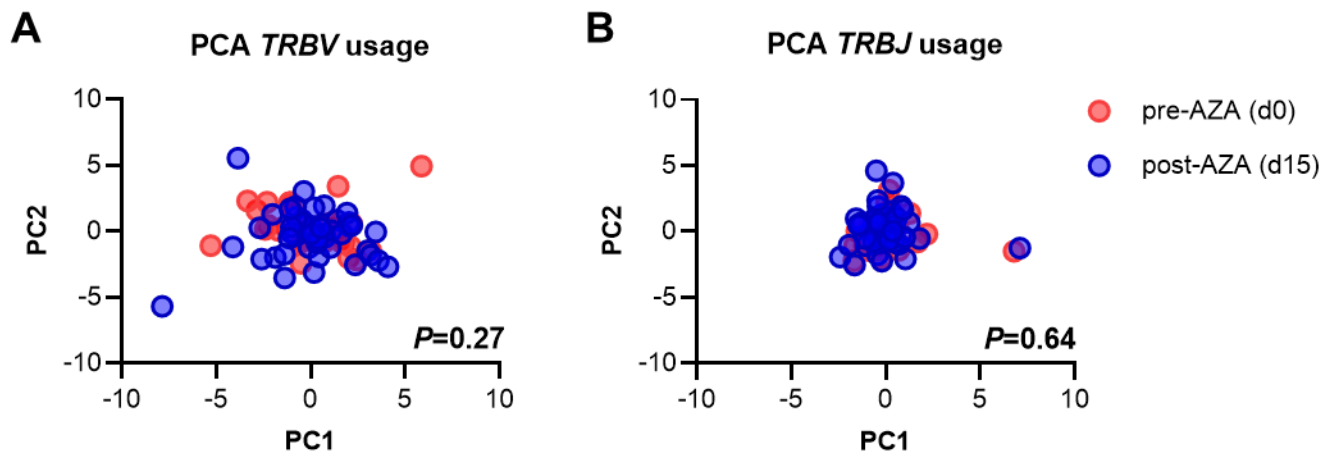 A
PCA TRBV usage
10
5
0
-5
-10
PC2
P=0.27
-10 -5 0 5 10
PC1
B
PCA TRBJ usage
10
5
0
-5
-10
PC2
P=0.64
-10 -5 0 5 10
PC1
pre-AZA (d0)
post-AZA (d15)